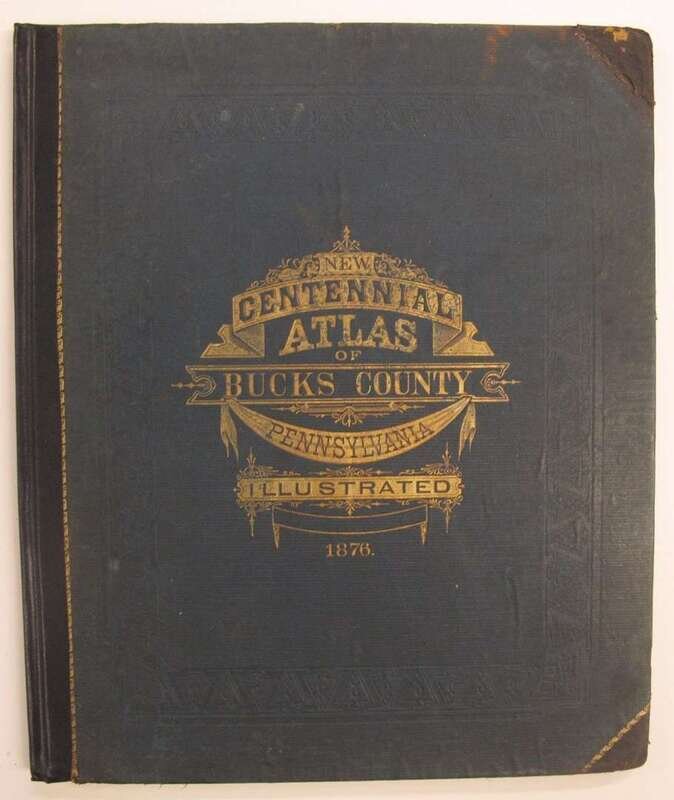 NEW
CENTENNIAL
ATLAS
OF
BUCKS COUNTY
PENNSYLVANIA
ILLUSTRATED
1876.